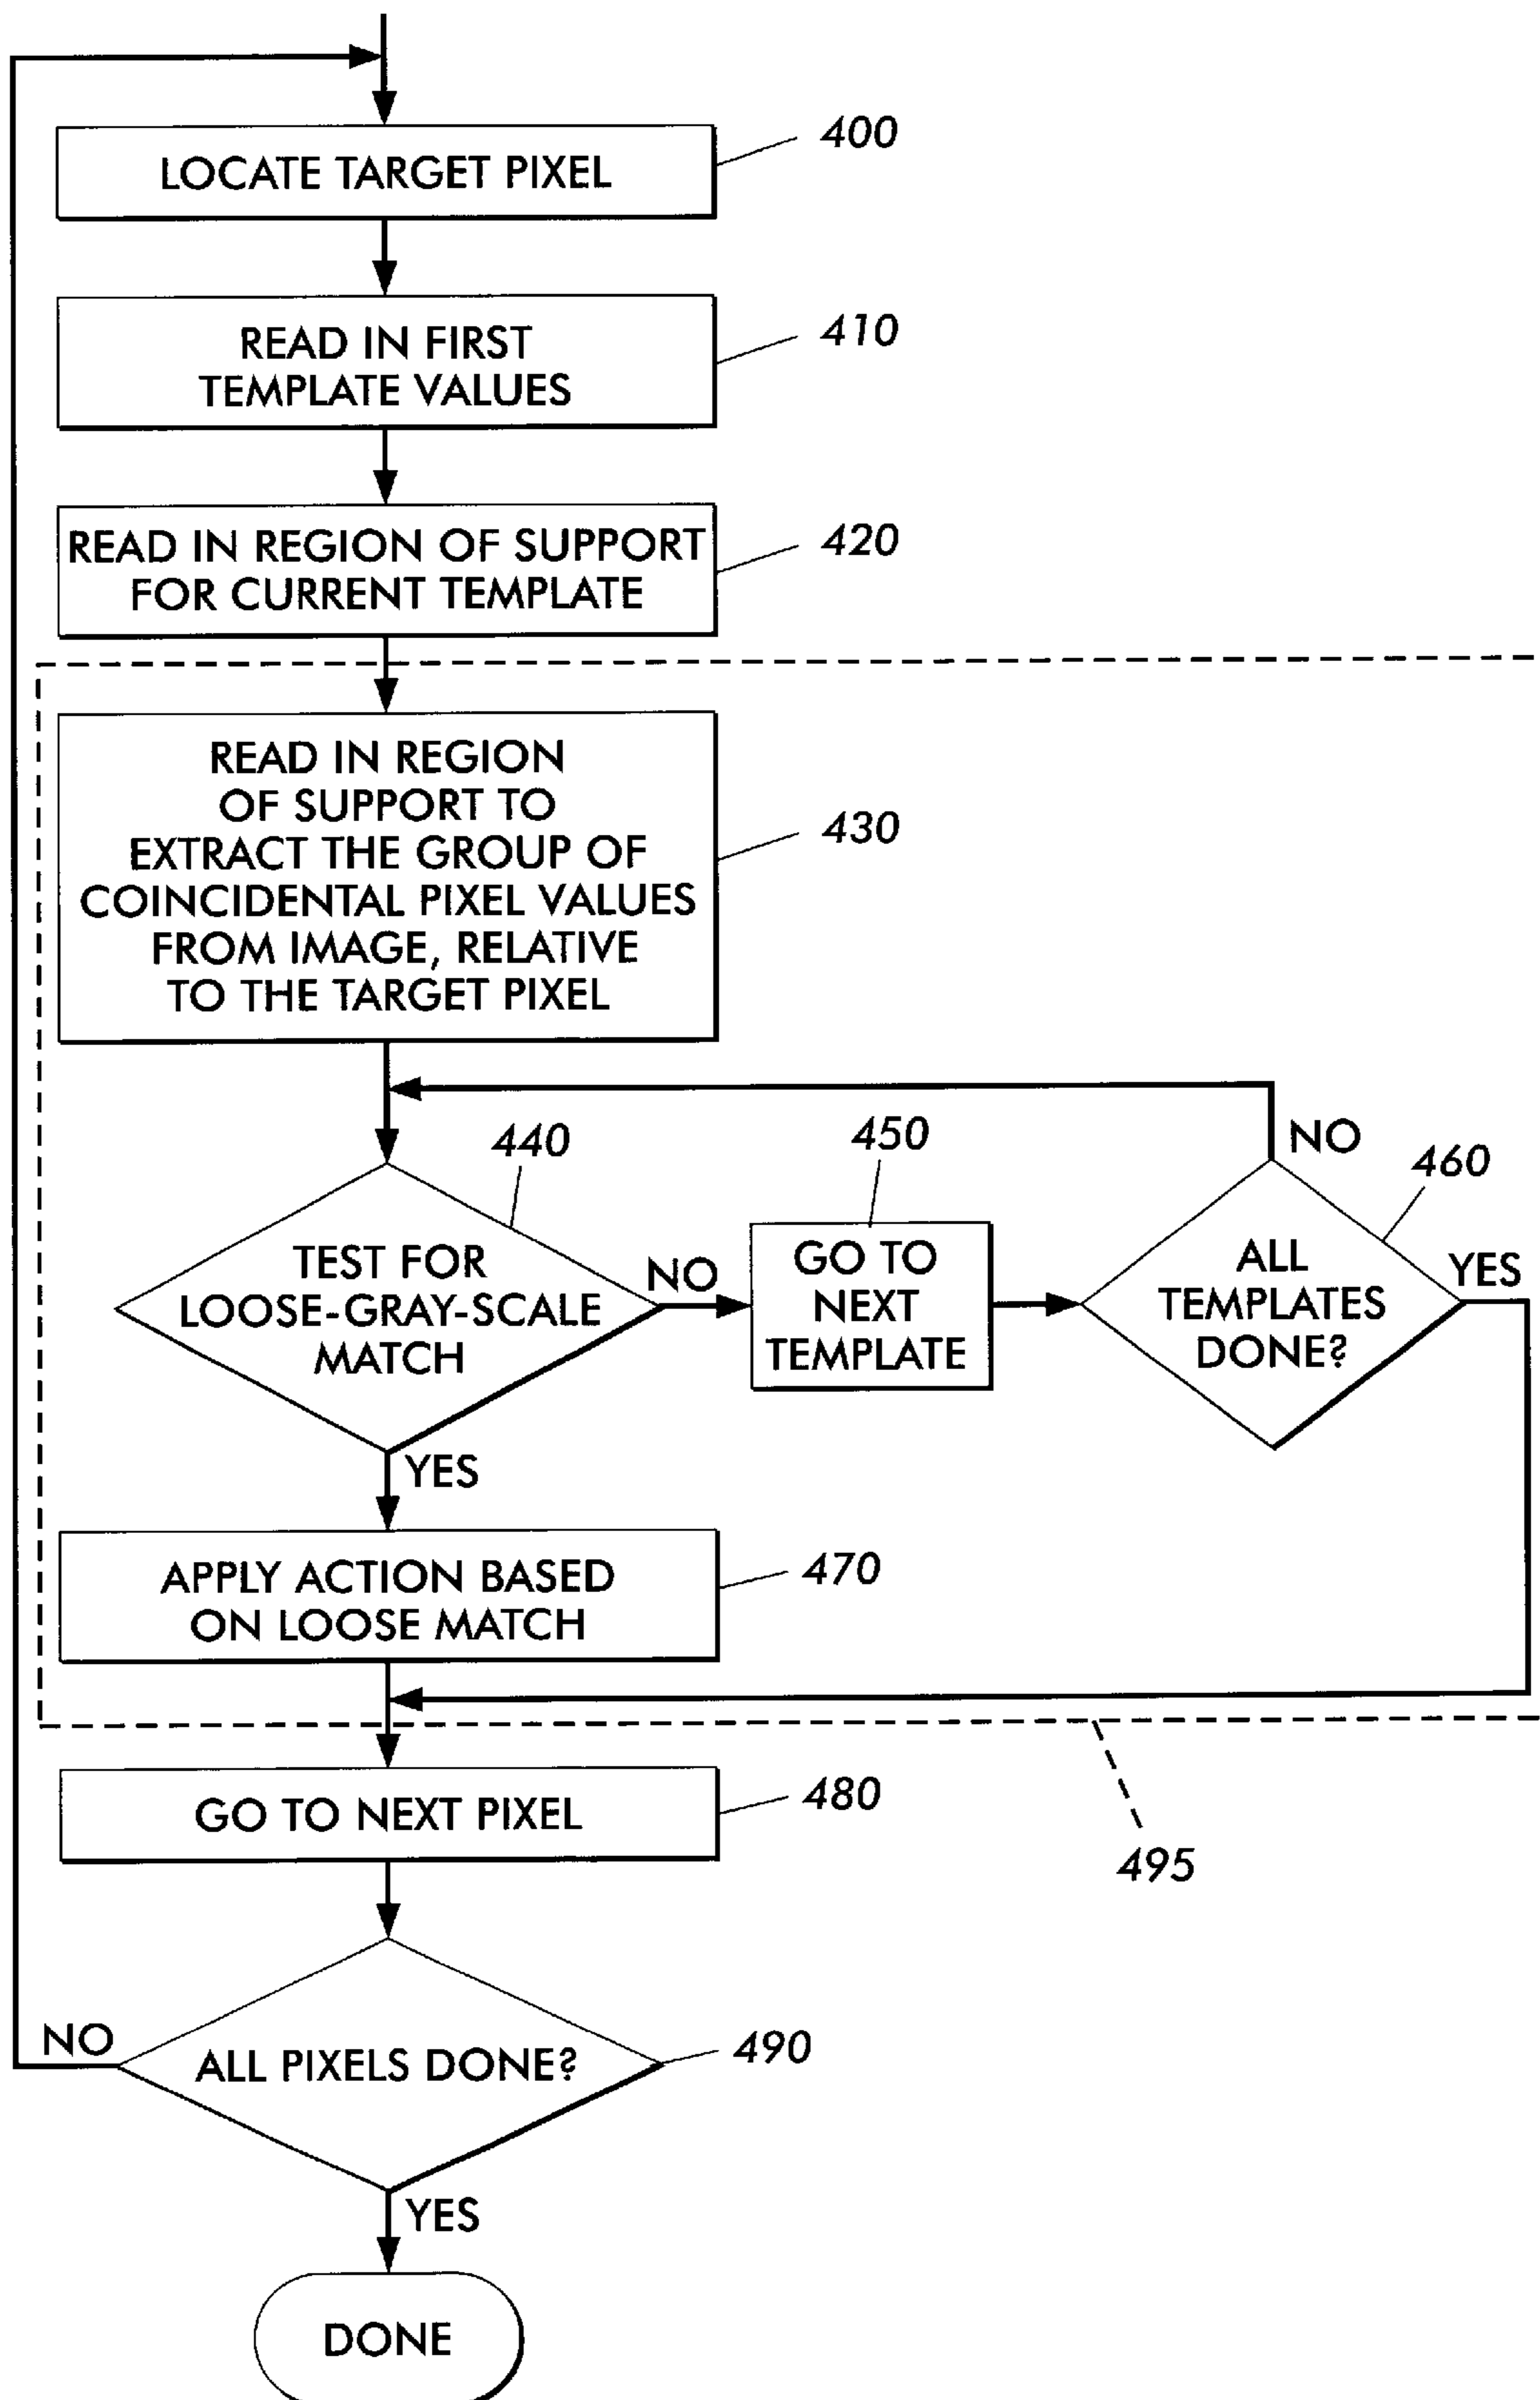 400
LOCATE TARGET PIXEL
410
READ IN FIRST
TEMPLATE VALUES
420
READ IN REGION OF SUPPORT
FOR CURRENT TEMPLATE
READ IN REGION
OF SUPPORT TO
EXTRACT THE GROUP OF
COINCIDENTAL PIXEL VALUES
FROM IMAGE, RELATIVE
TO THE TARGET PIXEL
430
440
450
NO
460
TEST FOR
LOOSE-GRAY-SCALE
MATCH
NO
GO TO
NEXT
TEMPLATE
ALL
TEMPLATES
DONE?
YES
YES
APPLY ACTION BASED
ON LOOSE MATCH
470
GO TO NEXT PIXEL
480
495
NO
ALL PIXELS DONE?
490
YES
DONE